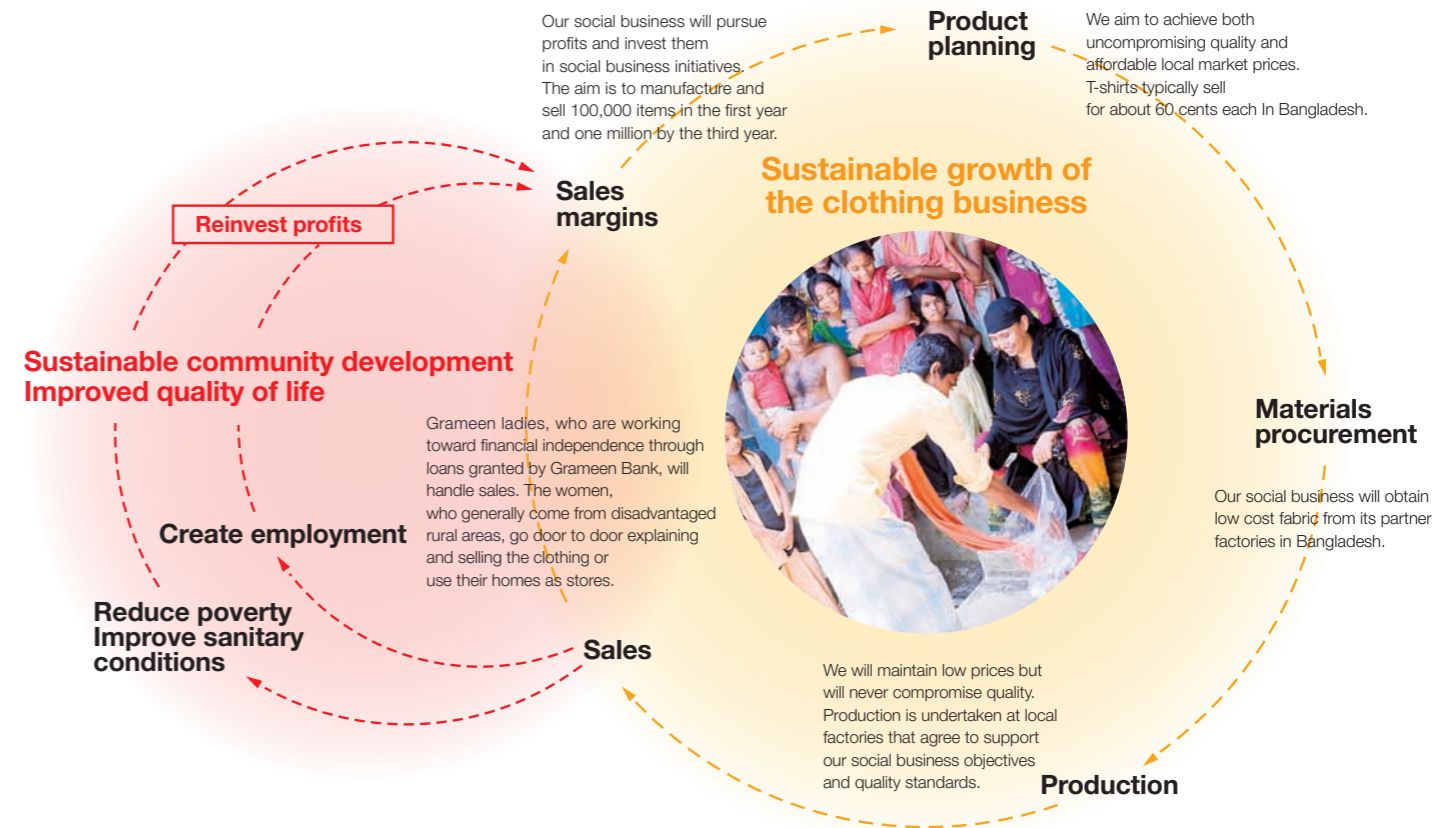 Our social business will pursue
profits and invest them
in social business initiatives.
The aim is to manufacture and
sell 100,000 items in the first year
and one million by the third year.
Product
planning
We aim to achieve both
uncompromising quality and
affordable local market prices.
T-shirts typically sell
for about 60 cents each In Bangladesh.
Sustainable growth of
the clothing business
Sales
margins
Reinvest profits
Sustainable community development
Improved quality of life
Materials
procurement
Our social business will obtain
low cost fabric from its partner
factories in Bangladesh.
Grameen ladies, who are working
toward financial independence through
loans granted by Grameen Bank, will
handle sales. The women,
who generally come from disadvantaged
rural areas, go door to door explaining
and selling the clothing or
use their homes as stores.
Create employment
Reduce poverty
Improve sanitary
conditions
Sales
We will maintain low prices but
will never compromise quality.
Production is undertaken at local
factories that agree to support
our social business objectives
and quality standards.
Production